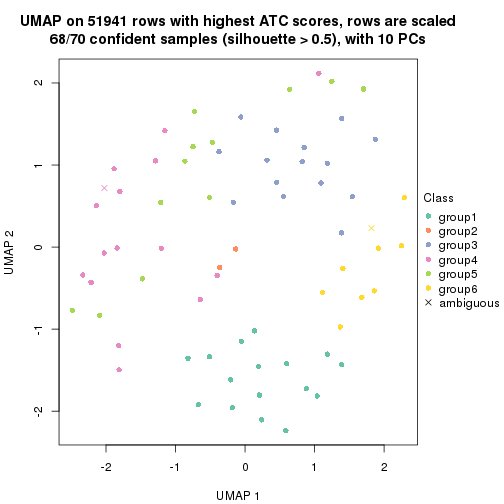 UMAP on 51941 rows with highest ATC scores, rows are scaled
68/70 confident samples (silhouette > 0.5), with 10 PCs
2
1
0
-1
-2
UMAP 2
-2
-1
0
1
2
UMAP 1
Class
group1
group2
group3
group4
group5
group6
ambiguous